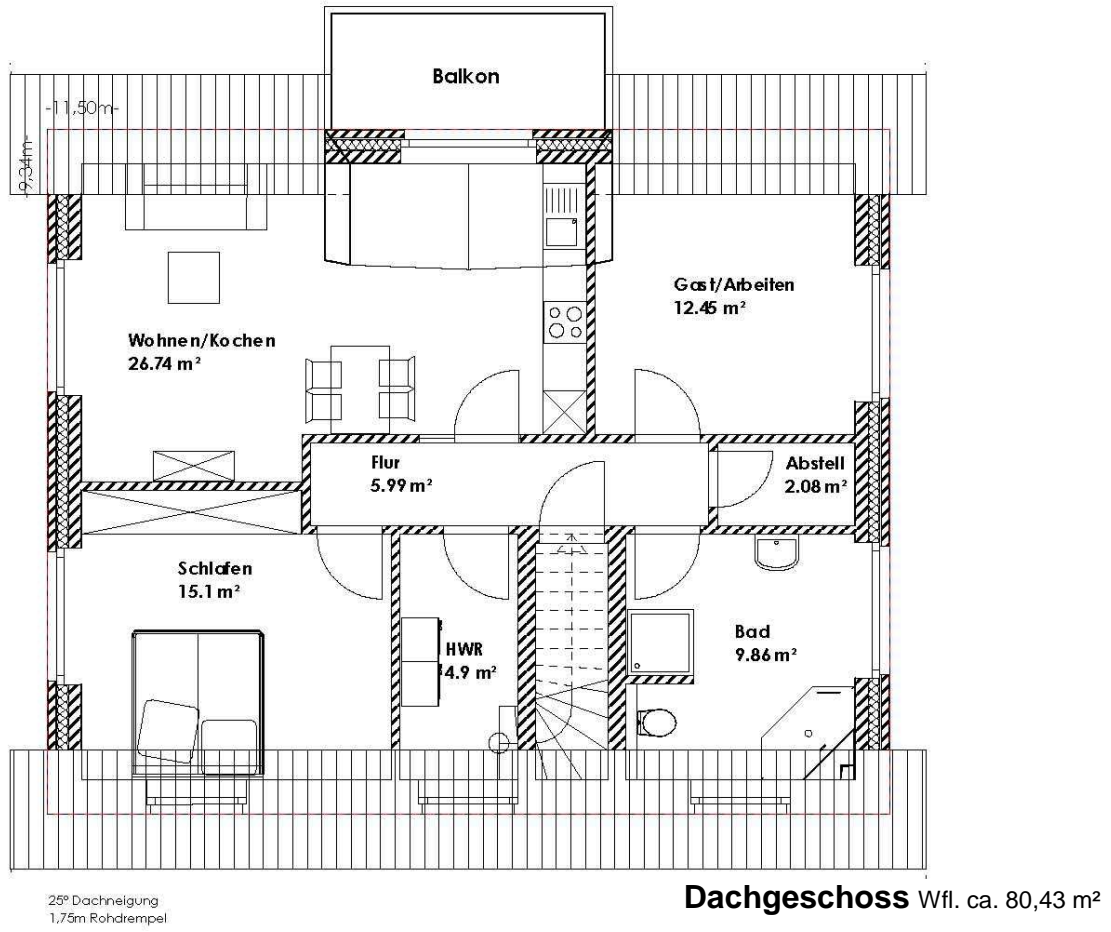 Balkon
-11,50m-
-9,34m-
Gast/Arbeiten
12.45 m²
Wohnen/Kochen
26.74 m²
Flur
5.99 m²
Abstell
2.08 m²
Schlafen
15.1 m²
HWR
4.9 m²
Bad
9.86 m²
25° Dachneigung
1,75m Rohdrempel
Dachgeschoss Wfl. ca. 80,43 m²